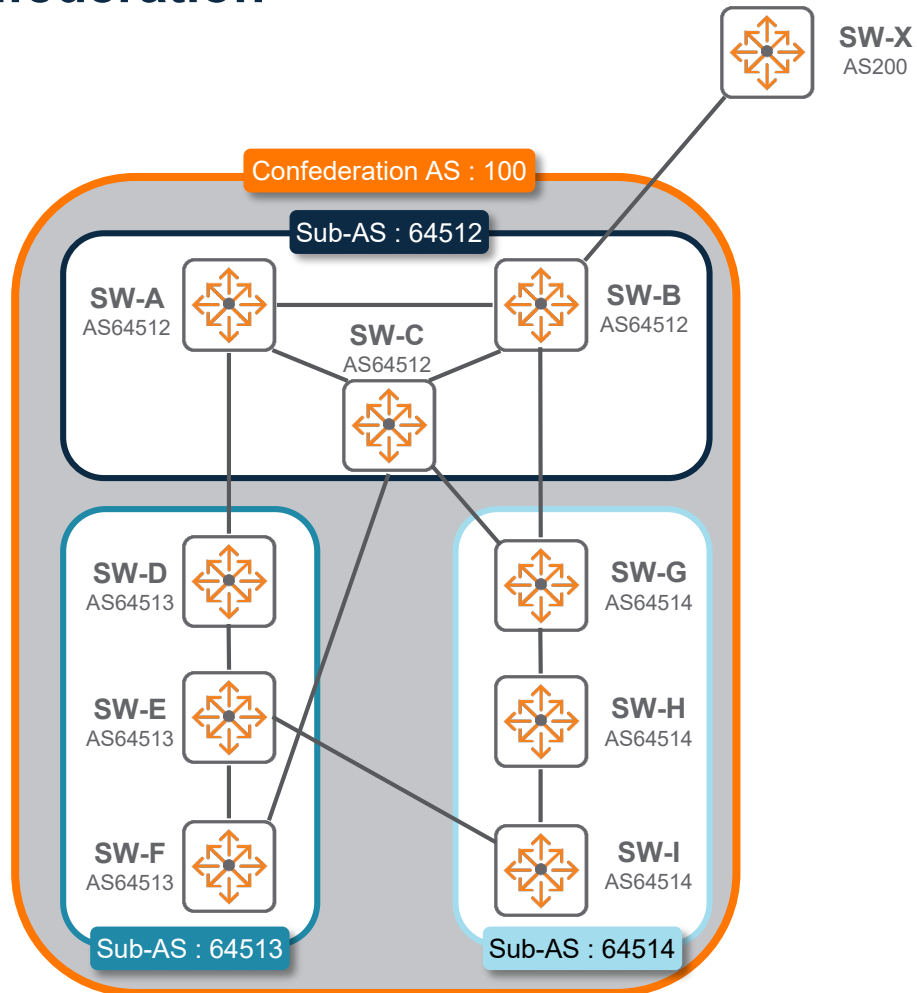 SW-X
AS200
Confederation AS : 100
Sub-AS : 64512
SW-A
AS64512
SW-B
AS64512
SW-C
AS64512
SW-D
AS64513
SW-G
AS64514
SW-E
AS64513
SW-H
AS64514
SW-F
AS64513
SW-I
AS64514
Sub-AS : 64513
Sub-AS : 64514